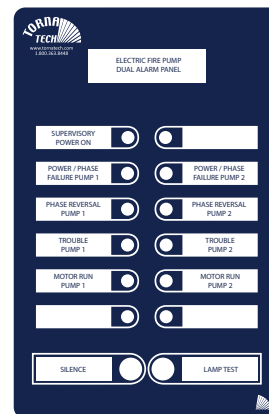 TORNA
TECH
www.tornatech.com
1.800.363.8448
ELECTRIC FIRE PUMP
DUAL ALARM PANEL
SUPERVISORY
POWER ON
POWER / PHASE
FAILURE PUMP 1
POWER / PHASE
FAILURE PUMP 2
PHASE REVERSAL
PUMP 1
PHASE REVERSAL
PUMP 2
TROUBLE
PUMP 1
TROUBLE
PUMP 2
MOTOR RUN
PUMP 1
MOTOR RUN
PUMP 2
SILENCE
LAMP TEST